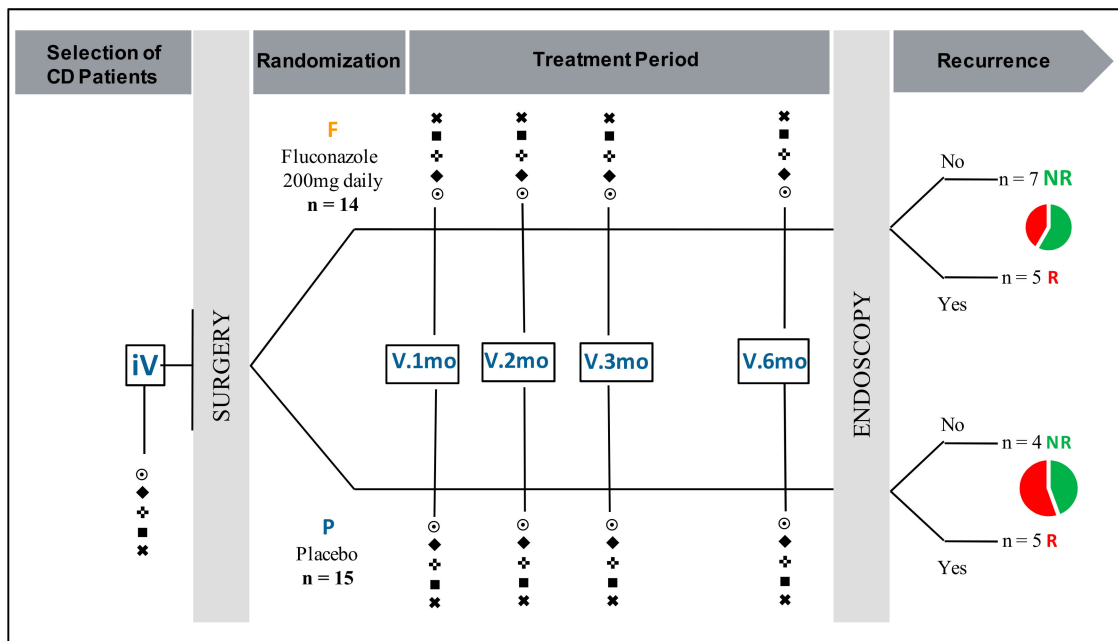 Selection of
CD Patients
Randomization
Treatment Period
Recurrence
SURGERY
ENDOSCOPY
F
Fluconazole
200mg daily
n = 14
iV
V.1mo
V.2mo
V.3mo
V.6mo
P
Placebo
n = 15
No
n = 7 NR
n = 5 R
Yes
No
n = 4 NR
n = 5 R
Yes